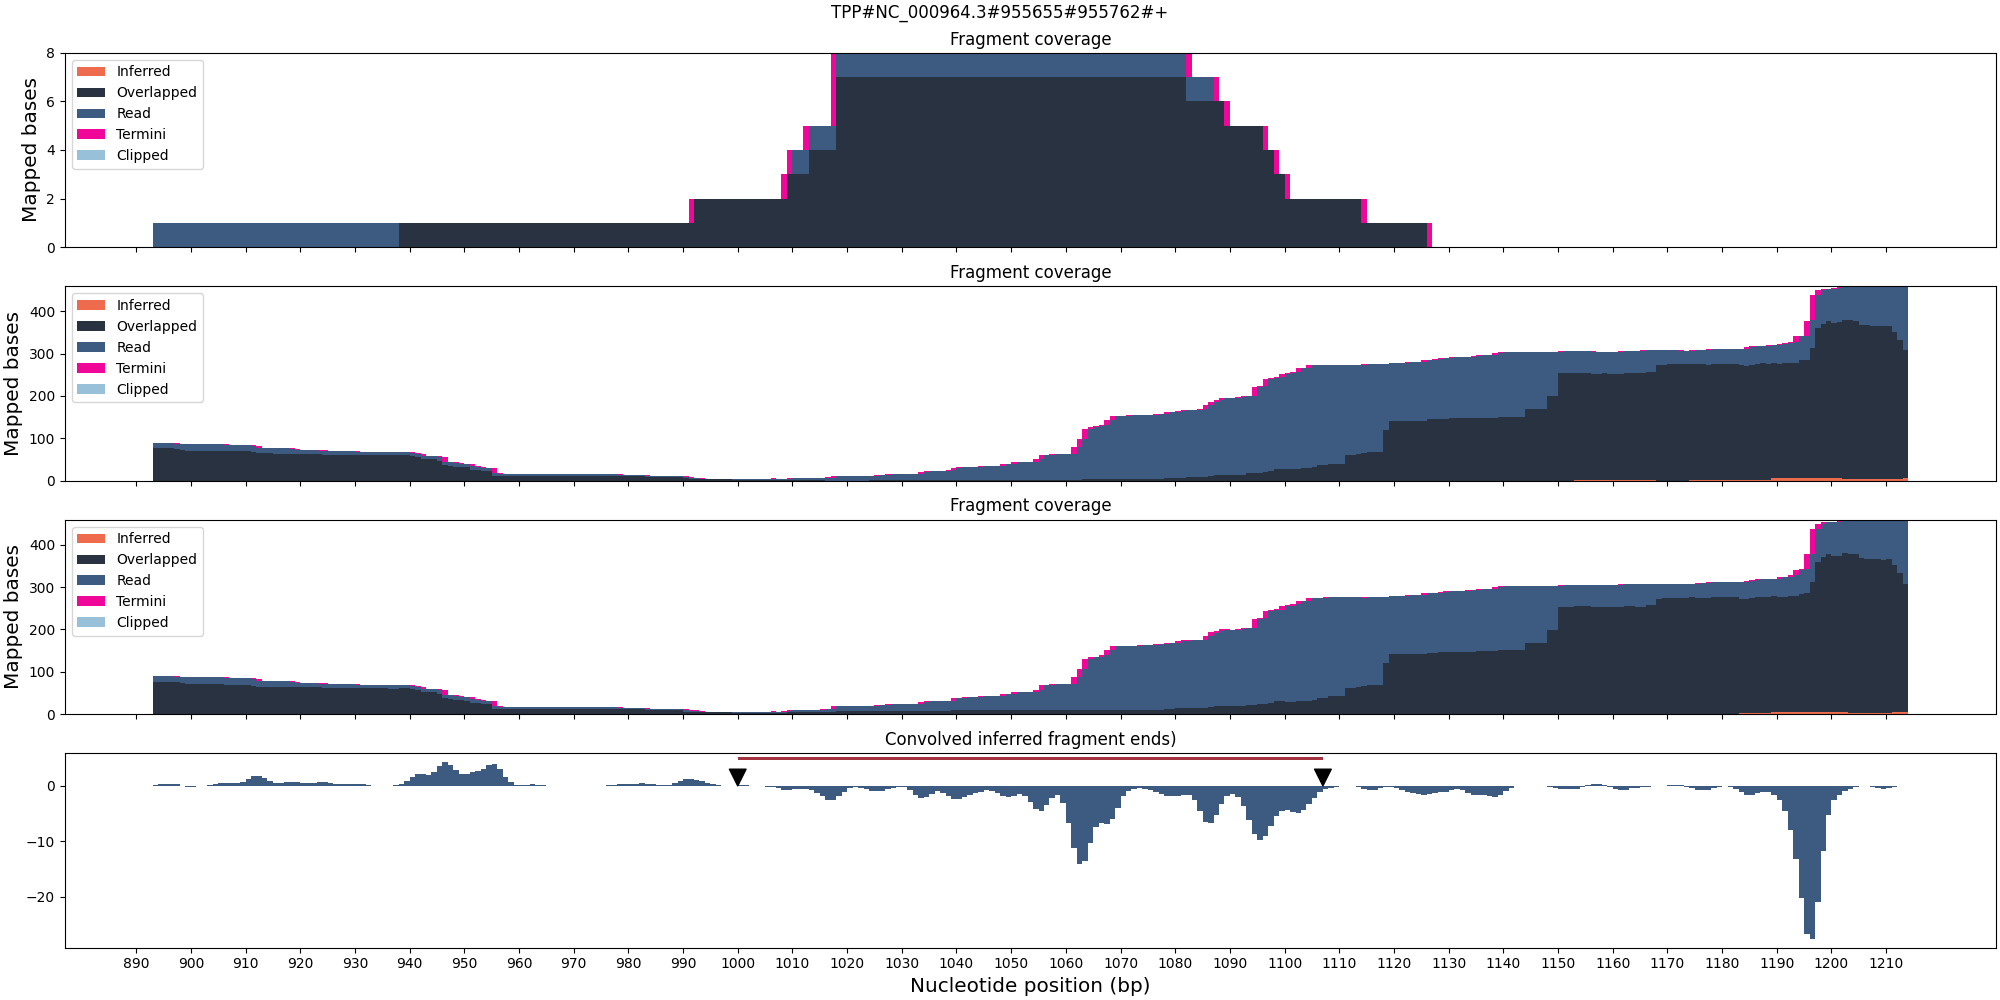 TPP#NC_000964.3#955655#955762#+
Fragment coverage
Mapped bases
8
6
4
2
0
Inferred
Overlapped
Read
Termini
Clipped
Fragment coverage
Mapped bases
400
300
200
100
0
Inferred
Overlapped
Read
Termini
Clipped
Fragment coverage
Mapped bases
400
300
200
100
0
Inferred
Overlapped
Read
Termini
Clipped
Convolved inferred fragment ends)
0
−10
−20
890 900 910 920 930 940 950 960 970 980 990 1000 1010 1020 1030 1040 1050 1060 1070 1080 1090 1100 1110 1120 1130 1140 1150 1160 1170 1180 1190 1200 1210
Nucleotide position (bp)